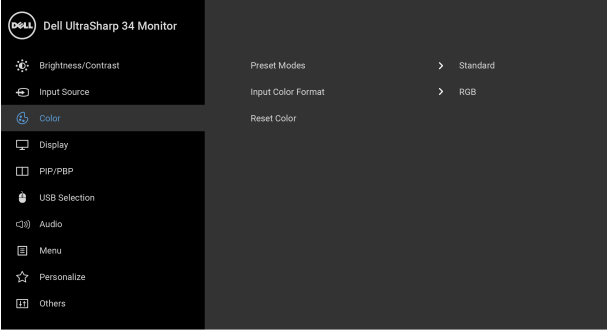 DELL Dell UltraSharp 34 Monitor
Brightness/Contrast
Preset Modes Standard
Input Source
Input Color Format RGB
Color
Reset Color
Display
PIP/PBP
USB Selection
Audio
Menu
Personalize
Others